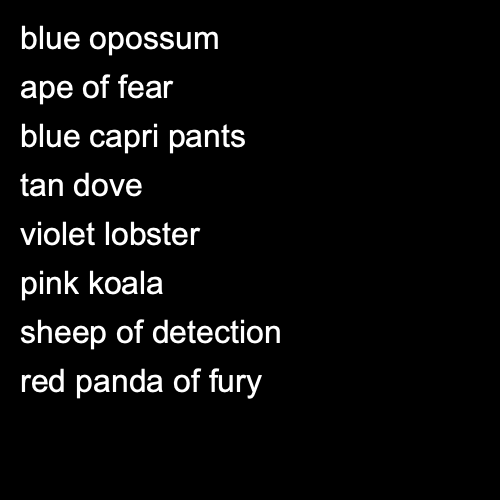 blue opossum
ape of fear
blue capri pants
tan dove
violet lobster
pink koala
sheep of detection
red panda of fury